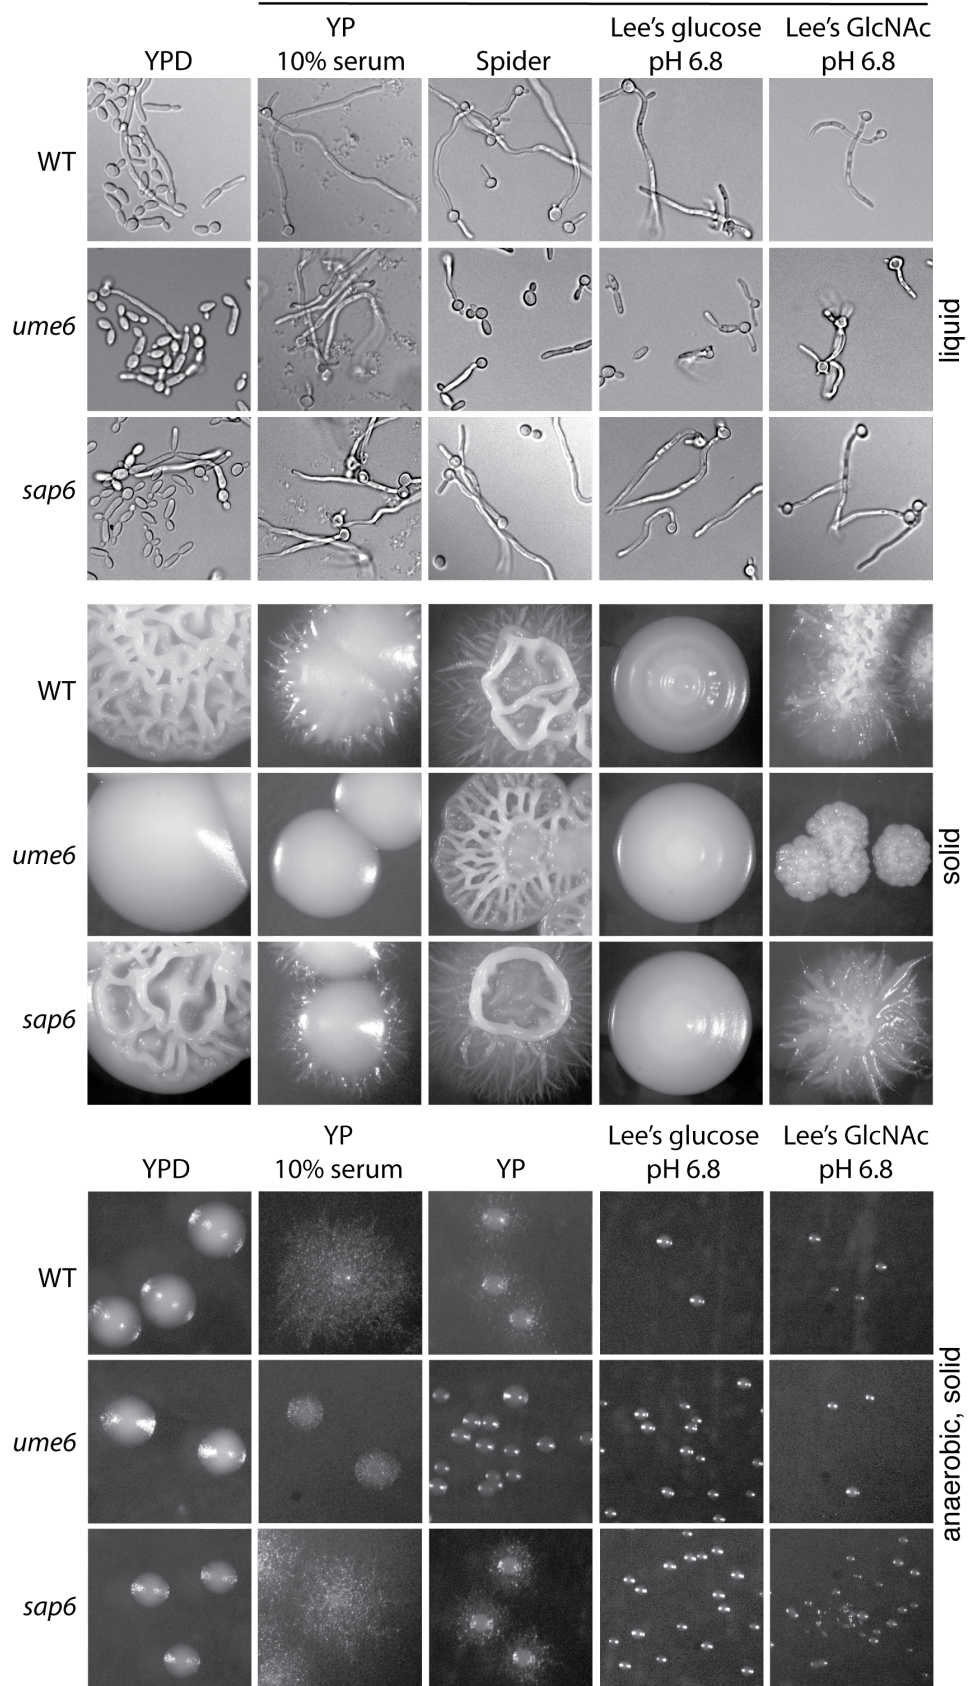 YP
Lee's glucose
Lee's GlcNAc
YPD
10% serum
Spider
pH 6.8
pH 6.8
WT
ume6
sap6
liquid
WT
ume6
sap6
solid
YP
Lee's glucose
Lee's GlcNAc
YPD
10% serum
YP
pH 6.8
pH 6.8
WT
ume6
sap6
anaerobic, solid